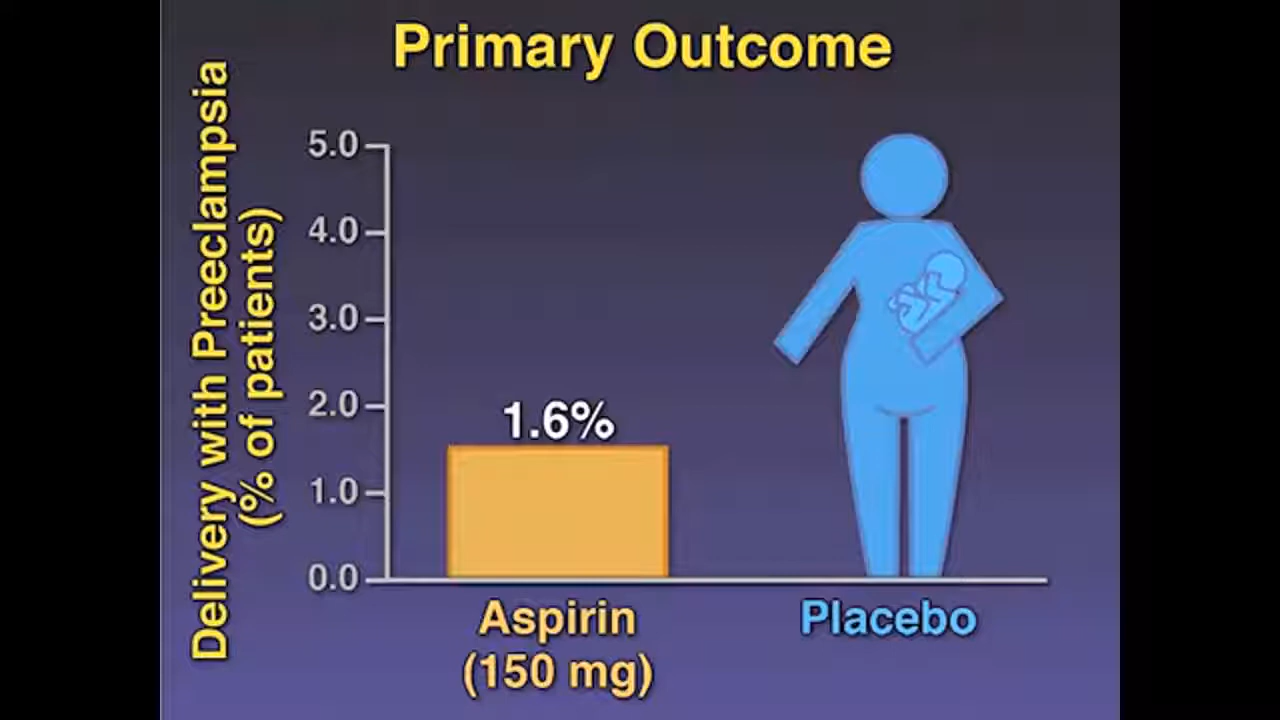 Primary Outcome
Delivery with Preeclampsia
(% of patients)
5.0
4.0
3.0
2.0
1.0
0.0
1.6%
Aspirin
(150 mg)
Placebo